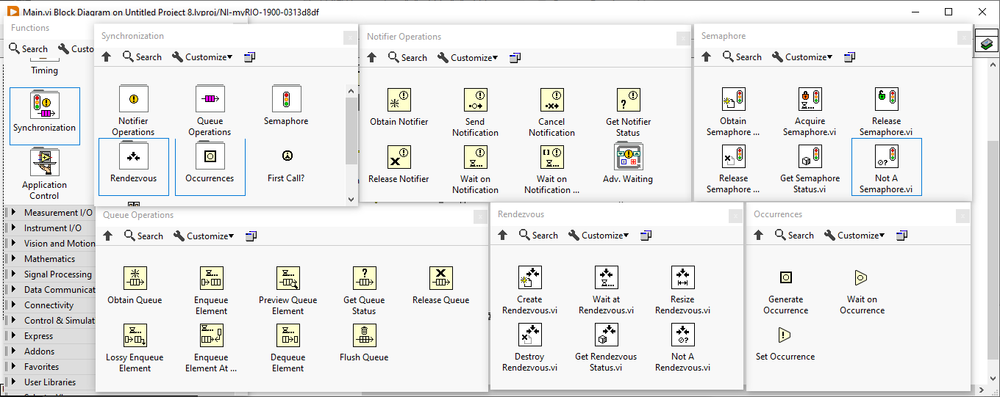 Main.vi Block Diagram on Untitled Project 8.lvproj/NI-myRIO-1900-0313d8df
Functions
Search
Timing
Synchronization
Application
Control
Measurement I/O
Instrument I/O
Vision and Motion
Mathematics
Signal Processing
Data Communicat
Connectivity
Control & Simulat
Express
Addons
Favorites
User Libraries
Synchronization
Search Customize
Notifier
Operations
Queue
Operations
Semaphore
Rendezvous
Occurrences
First Call?
Notifier Operations
Search Customize
Obtain Notifier
Send
Notification
Cancel
Notification
Get Notifier
Status
Release Notifier
Wait on
Notification
Wait on
Notification ...
Adv. Waiting
Semaphore
Search Customize
Obtain
Semaphore ...
Acquire
Semaphore.vi
Release
Semaphore.vi
Release
Semaphore ...
Get Semaphore
Status.vi
Not A
Semaphore.vi
Queue Operations
Search Customize
Obtain Queue
Enqueue
Element
Preview Queue
Element
Get Queue
Status
Release Queue
Lossy Enqueue
Element
Enqueue
Element At ...
Dequeue
Element
Flush Queue
Rendezvous
Search Customize
Create
Rendezvous.vi
Wait at
Rendezvous.vi
Resize
Rendezvous.vi
Destroy
Rendezvous.vi
Get Rendezvous
Status.vi
Not A
Rendezvous.vi
Occurrences
Search Customize
Generate
Occurrence
Wait on
Occurrence
Set Occurrence